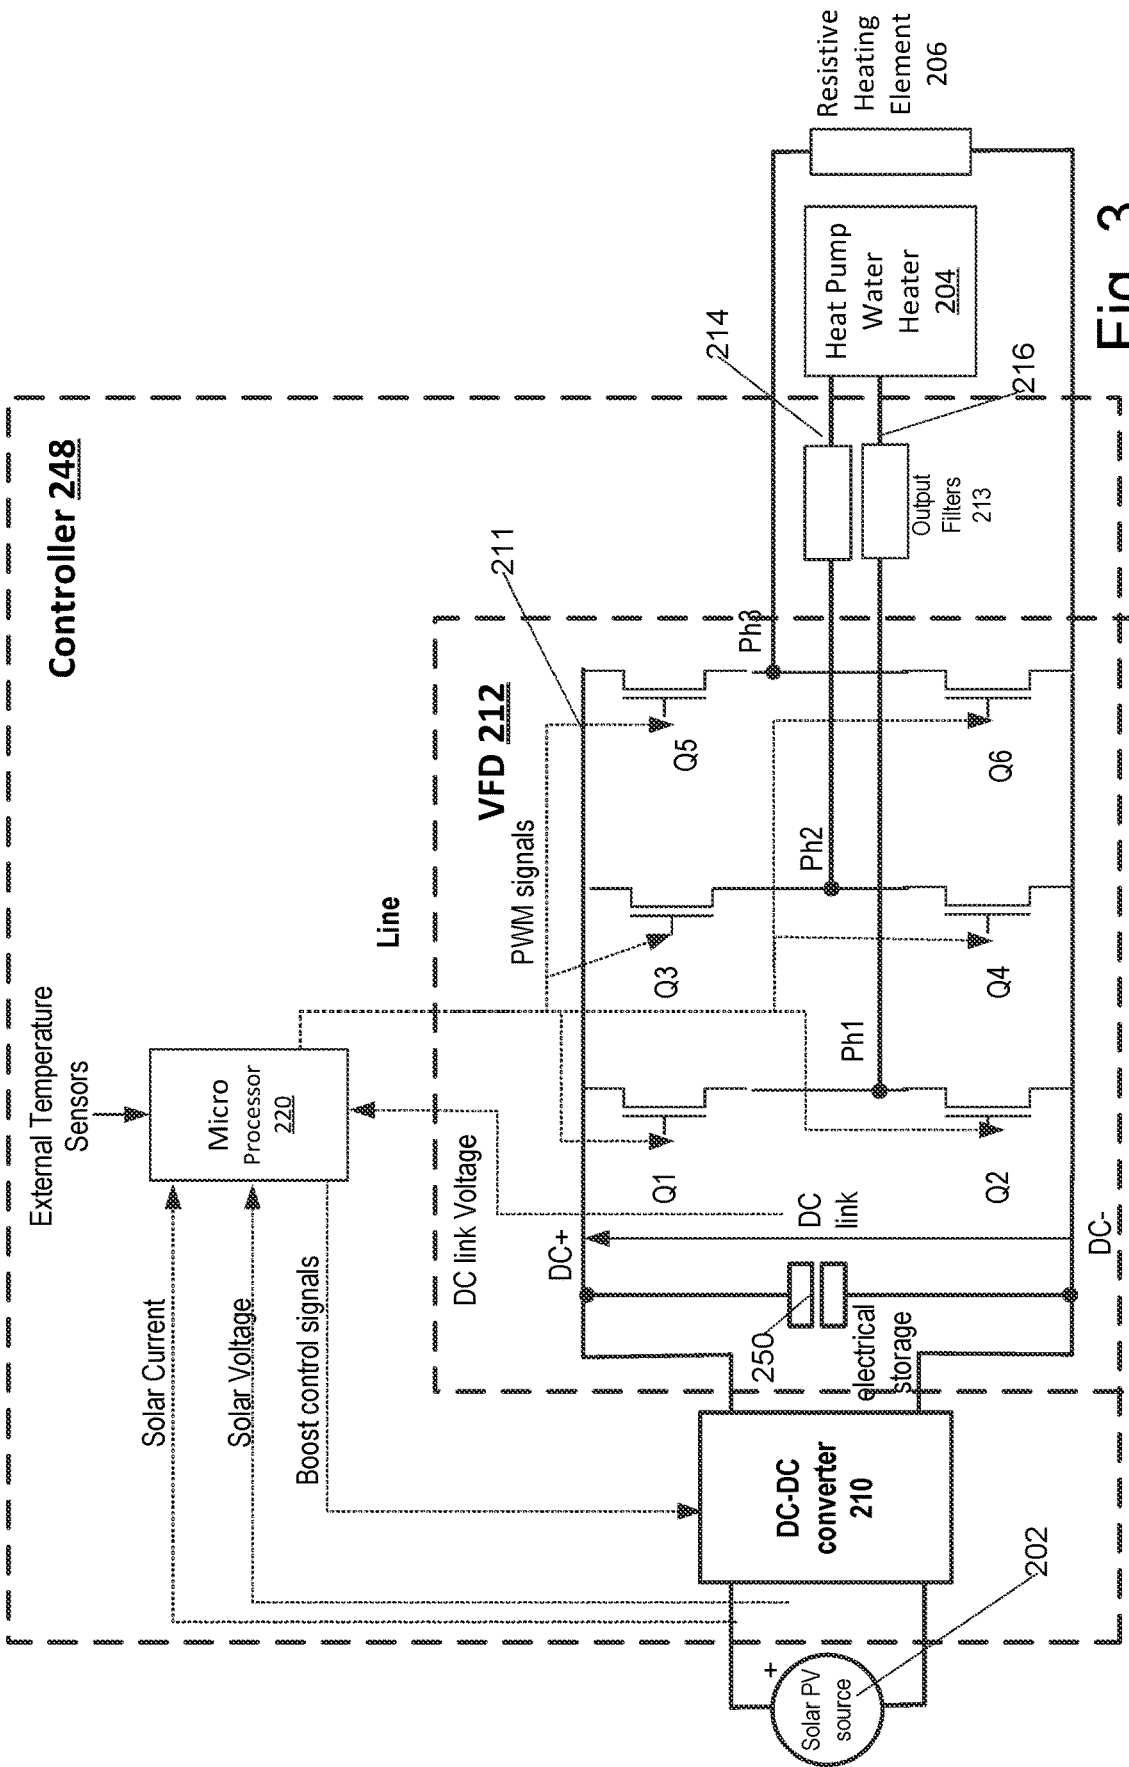 Controller 248
External Temperature
Sensors
Micro
Processor
220
Solar Current
Solar Voltage
Boost control signals
DC link Voltage
Line
VFD 212
PWM signals
211
DC+
DC
link
DC-
Q1
Q2
Q3
Q4
Q5
Q6
Ph1
Ph2
Ph3
250
electrical
storage
DC-DC
converter
210
+
Solar PV
source
202
214
216
Output
Filters
213
Heat Pump
Water
Heater
204
Resistive
Heating
Element
206
Fig. 3